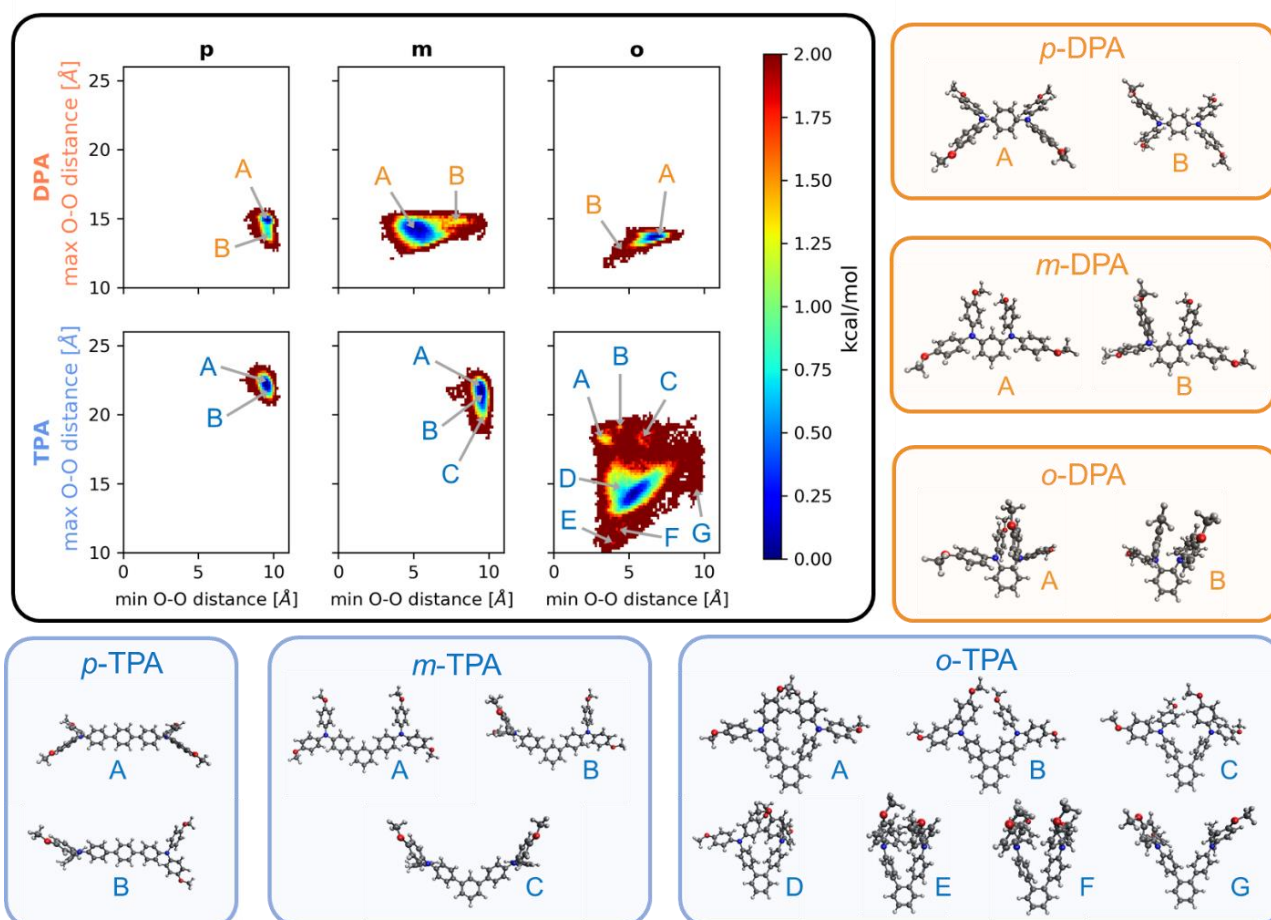 p m o
DPA
max O-O distance [Å]
25
20
15
10
A
B
A
B
B
A
TPA
max O-O distance [Å]
25
20
15
10
A
B
A
B
C
A
B
C
D
E
F
G
0 5 10
0 5 10
0 5 10
min O-O distance [Å] min O-O distance [Å] min O-O distance [Å]
2.00
1.75
1.50
1.25
1.00
0.75
0.50
0.25
0.00
kcal/mol
p-DPA
A B
m-DPA
A B
o-DPA
A B
p-TPA
A
B
m-TPA
A B
C
o-TPA
A B C
D E F G